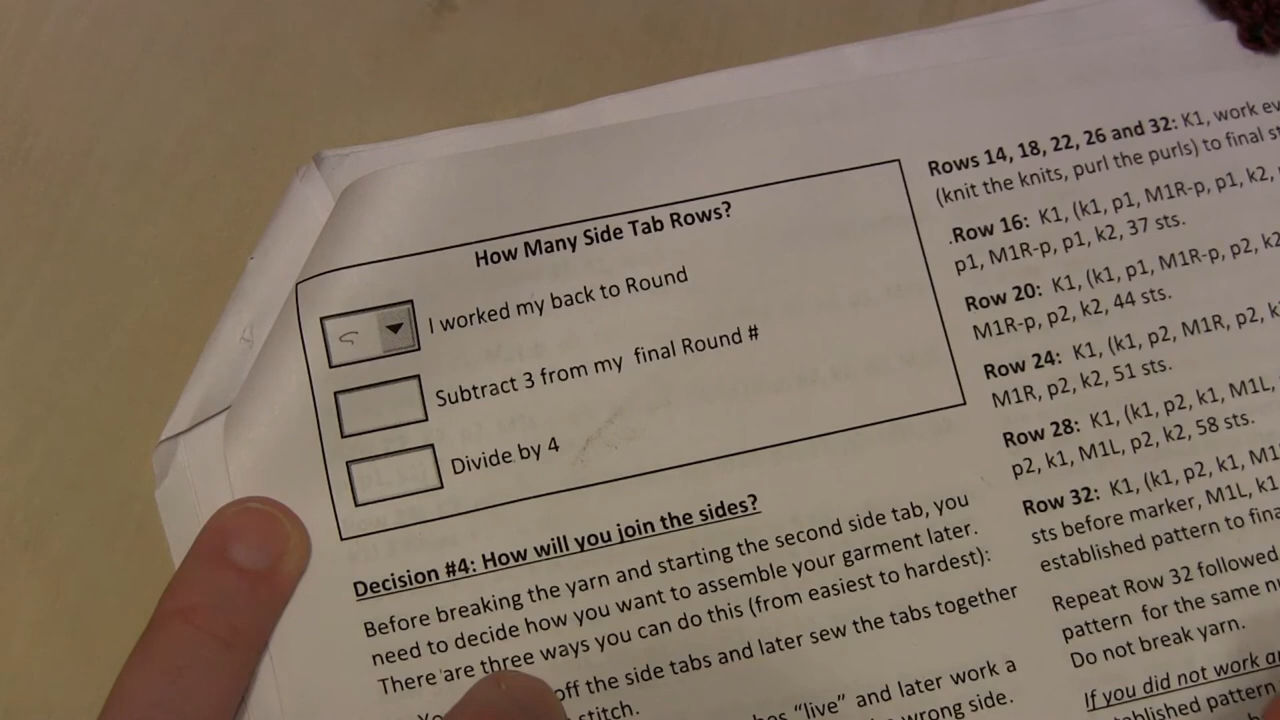 How Many Side Tab Rows?
I worked my back to Round
Subtract 3 from my final Round #
Divide by 4
Decision #4: How will you join the sides?
Before breaking the yarn and starting the second side tab, you
need to decide how you want to assemble your garment later.
There are three ways you can do this (from easiest to hardest):
off the side tabs and later sew the tabs together
"live" and later work a
stitch.
wrong side.
Rows 14, 18, 22, 26 and 32: K1, work
(knit the knits, purl the purls) to final
.Row 16: K1, (k1, p1, M1R-p, p1, k2,
p1, M1R-p, p1, k2, 37 sts.
Row 20: K1, (k1, p1, M1R-p, p2, k2
M1R-p, p2, k2, 44 sts.
Row 24: K1, (k1, p2, M1R, p2,
M1R, p2, k2, 51 sts.
Row 28: K1, (k1, p2, k1, M1L,
p2, k1, M1L, p2, k2, 58 sts.
Row 32: K1, (k1, p2, k1,
sts before marker, M1L,
established pattern to
Repeat Row 32 followed
pattern for the same
Do not break yarn.
If you did not work
pattern